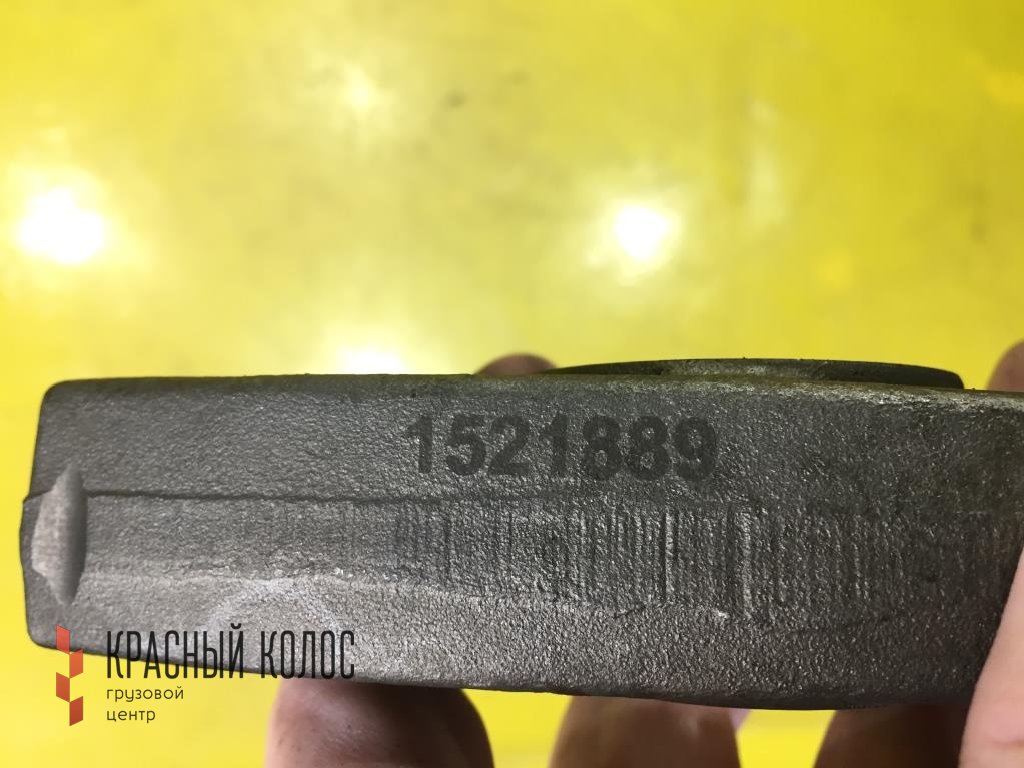 1521889
КРАСНЫЙ КОЛОС
грузовой
центр